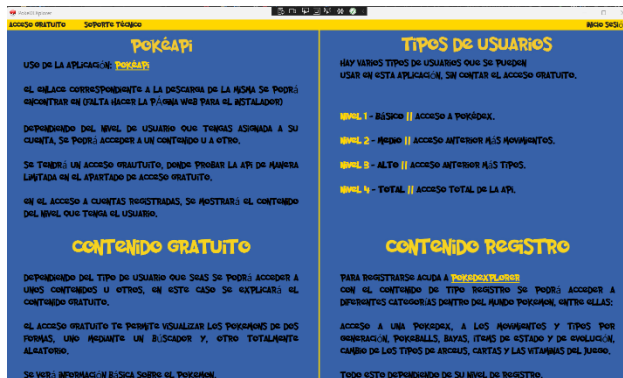 ACCESO GRATUITO
SOPORTE TÉCNICO
INICIO SESIÓ
POKÉAPI
USO DE LA APLICACIÓN: POKÉAPI
EL ENLACE CORRESPONDIENTE A LA DESCARGA DE LA MISMA SE PODRÁ
ENCONTRAR EN (FALTA HACER LA PÁGINA WEB PARA EL INSTALADOR)
DEPENDIENDO DEL NIVEL DE USUARIO QUE TENGAS ASIGNADA A SU
CUENTA, SE PODRÁ ACCEDER A UN CONTENIDO U A OTRO.
SE TENDRÁ UN ACCESO GRAUTUITO, DONDE PROBAR LA API DE MANERA
LIMITADA EN EL APARTADO DE ACCESO GRATUITO.
EN EL ACCESO A CUENTAS REGISTRADAS, SE MOSTRARÁ EL CONTENIDO
DEL NIVEL QUE TENGA EL USUARIO.
CONTENIDO GRATUITO
DEPENDIENDO DEL TIPO DE USUARIO QUE SEAS SE PODRÁ ACCEDER A
UNOS CONTENIDOS U OTROS, EN ESTE CASO SE EXPLICARÁ EL
CONTENIDO GRATUITO.
EL ACCESO GRATUITO TE PERMITE VISUALIZAR LOS POKEMONS DE DOS
FORMAS, UNO MEDIANTE UN BÚSCADOR Y, OTRO TOTALMENTE
ALEATORIO.
SE VERÁ INFORMACIÓN BÁSICA SOBRE EL POKEMON.
TIPOS DE USUARIOS
HAY VARIOS TIPOS DE USUARIOS QUE SE PUEDEN
USAR EN ESTA APLICACIÓN, SIN CONTAR EL ACCESO GRATUITO.
NIVEL 1 - BÁSICO || ACCESO A POKÉDEX.
NIVEL 2 - MEDIO || ACCESO ANTERIOR MÁS MOVIMIENTOS.
NIVEL 3 - ALTO || ACCESO ANTERIOR MÁS TIPOS.
NIVEL 4 - TOTAL || ACCESO TOTAL DE LA API.
CONTENIDO REGISTRO
PARA REGISTRARSE ACUDA A POKEDEXPLORER
CON EL CONTENIDO DE TIPO REGISTRO SE PODRÁ ACCEDER A
DIFERENTES CATEGORÍAS DENTRO DEL MUNDO POKEMON, ENTRE ELLAS:
ACCESO A UNA POKEDEX, A LOS MOVIMIENTOS Y TIPOS POR
GENERACIÓN, POKEBALLS, BAYAS, ITEMS DE ESTADO Y DE EVOLUCIÓN,
CAMBIO DE LOS TIPOS DE ARCEUS, CARTAS Y LAS VITAMINAS DEL JUEGO.
TODO ESTO DEPENDIENDO DE SU NIVEL DE REGISTRO.